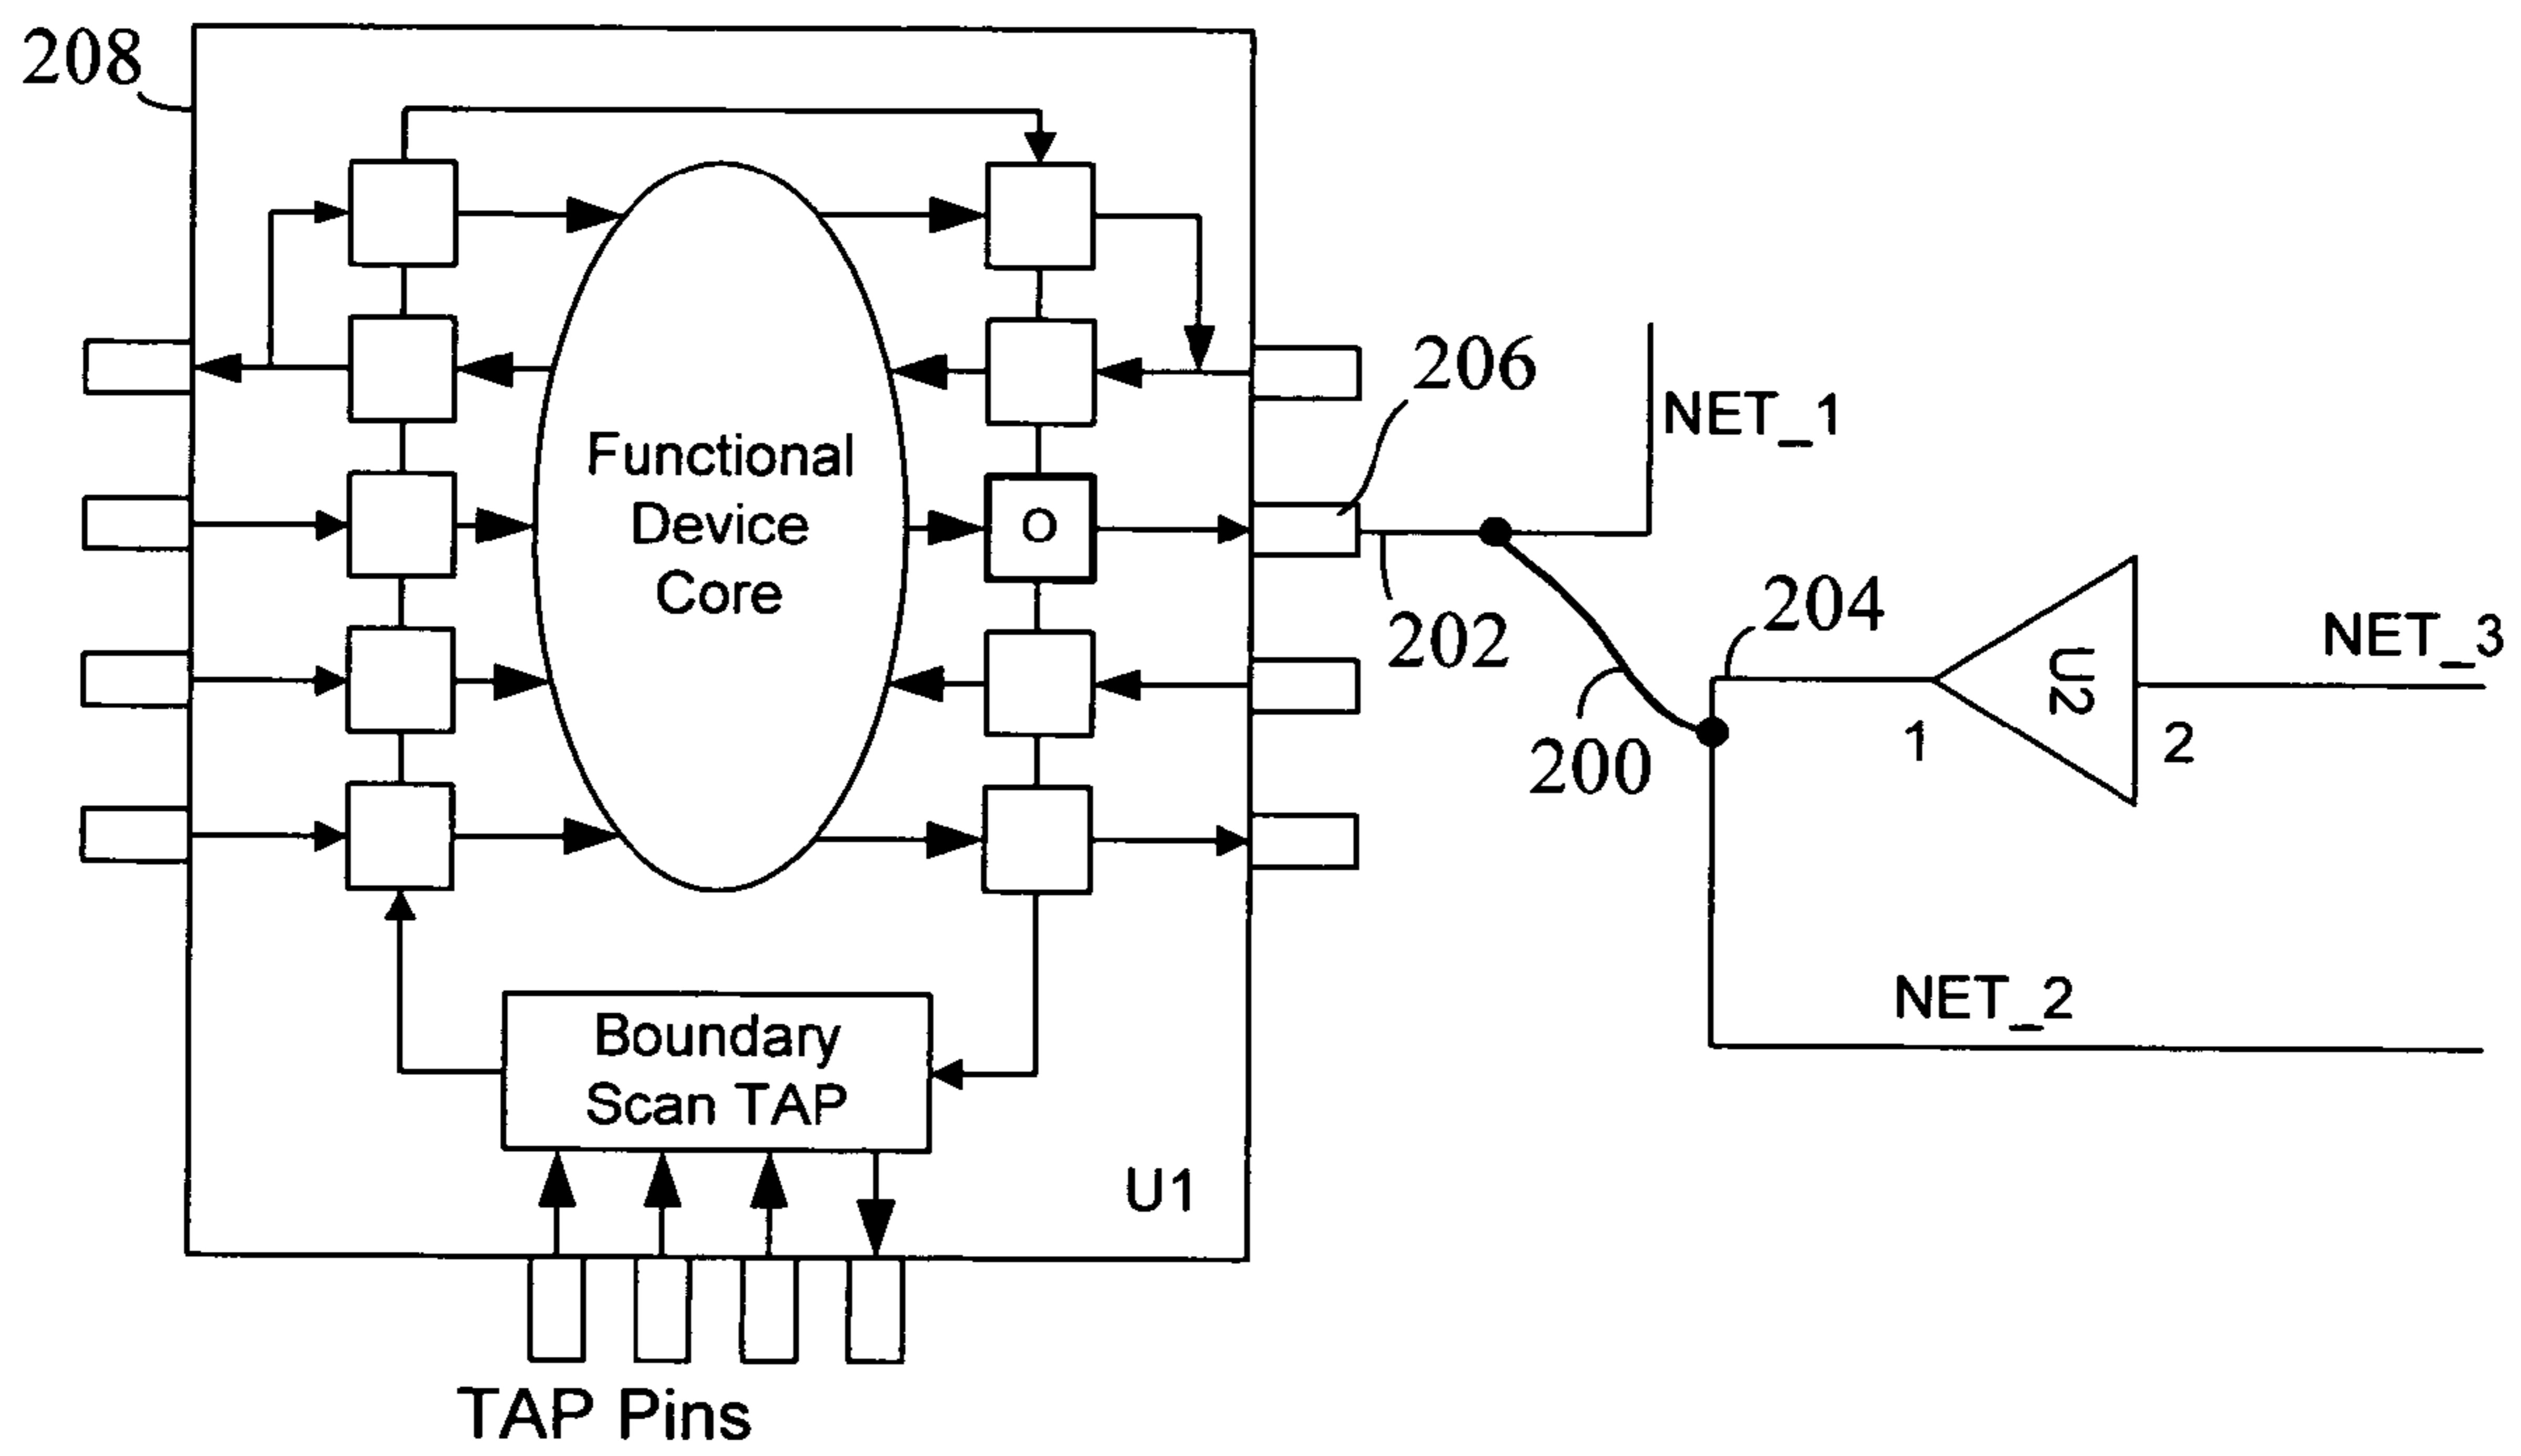 208
206
NET_1
Functional
Device
Core
O
204
202
NET_3
U2
200
1
2
NET_2
Boundary
Scan TAP
U1
TAP Pins